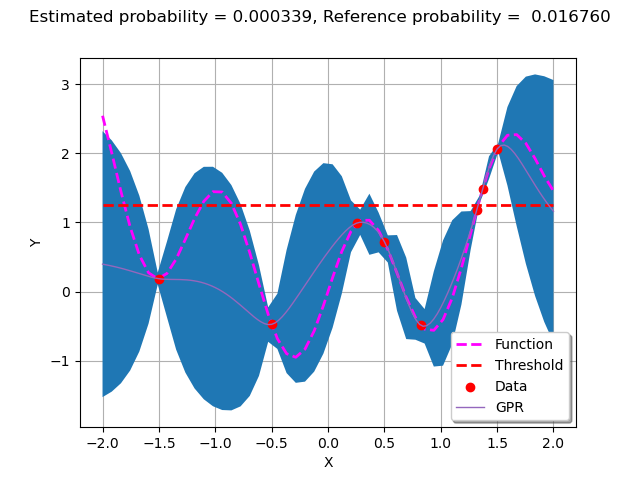 Estimated probability = 0.000339, Reference probability =  0.016760
3
2
1
0
−1
Y
−2.0 −1.5 −1.0 −0.5 0.0 0.5 1.0 1.5 2.0
X
Function
Threshold
Data
GPR